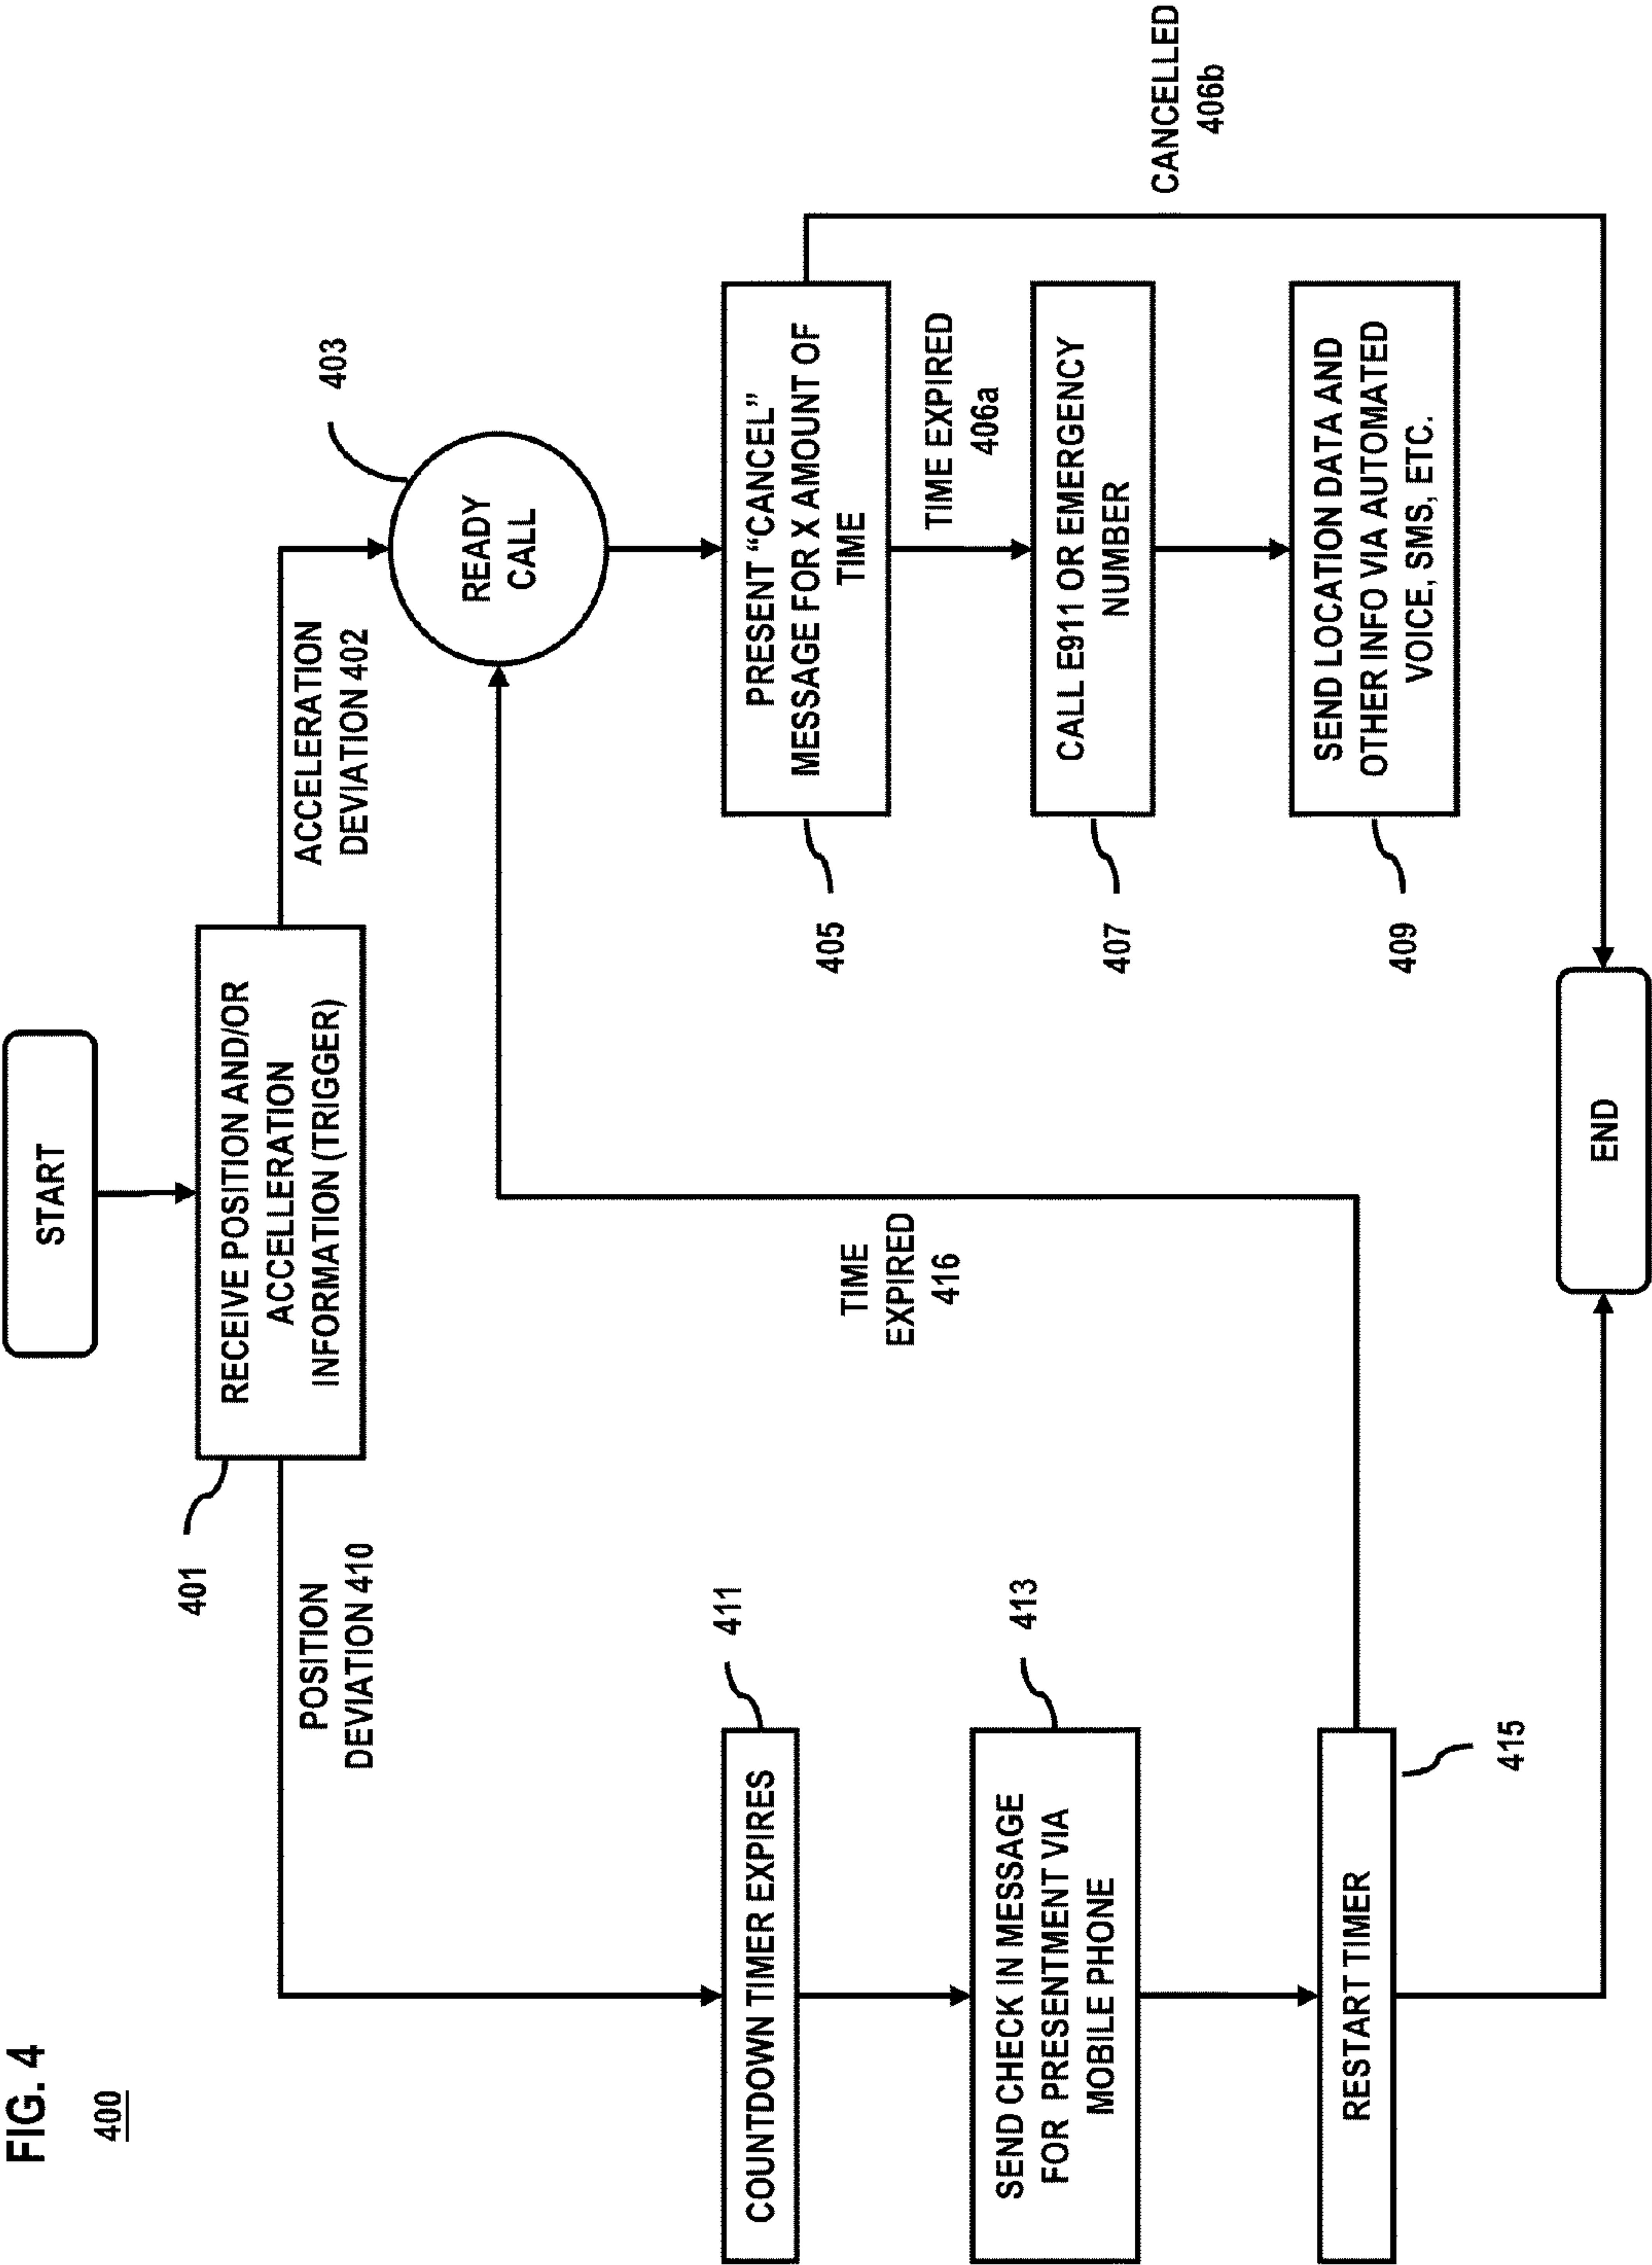 FIG. 4
400
START
401
RECEIVE POSITION AND/OR
ACCELLERATION
INFORMATION (TRIGGER)
POSITION
DEVIATION 410
ACCELERATION
DEVIATION 402
403
READY
CALL
411
COUNTDOWN TIMER EXPIRES
413
SEND CHECK IN MESSAGE
FOR PRESENTMENT VIA
MOBILE PHONE
RESTART TIMER
415
TIME
EXPIRED
416
405
PRESENT “CANCEL”
MESSAGE FOR X AMOUNT OF
TIME
TIME EXPIRED
406a
407
CALL E911 OR EMERGENCY
NUMBER
409
SEND LOCATION DATA AND
OTHER INFO VIA AUTOMATED
VOICE, SMS, ETC.
CANCELLED
406b
END